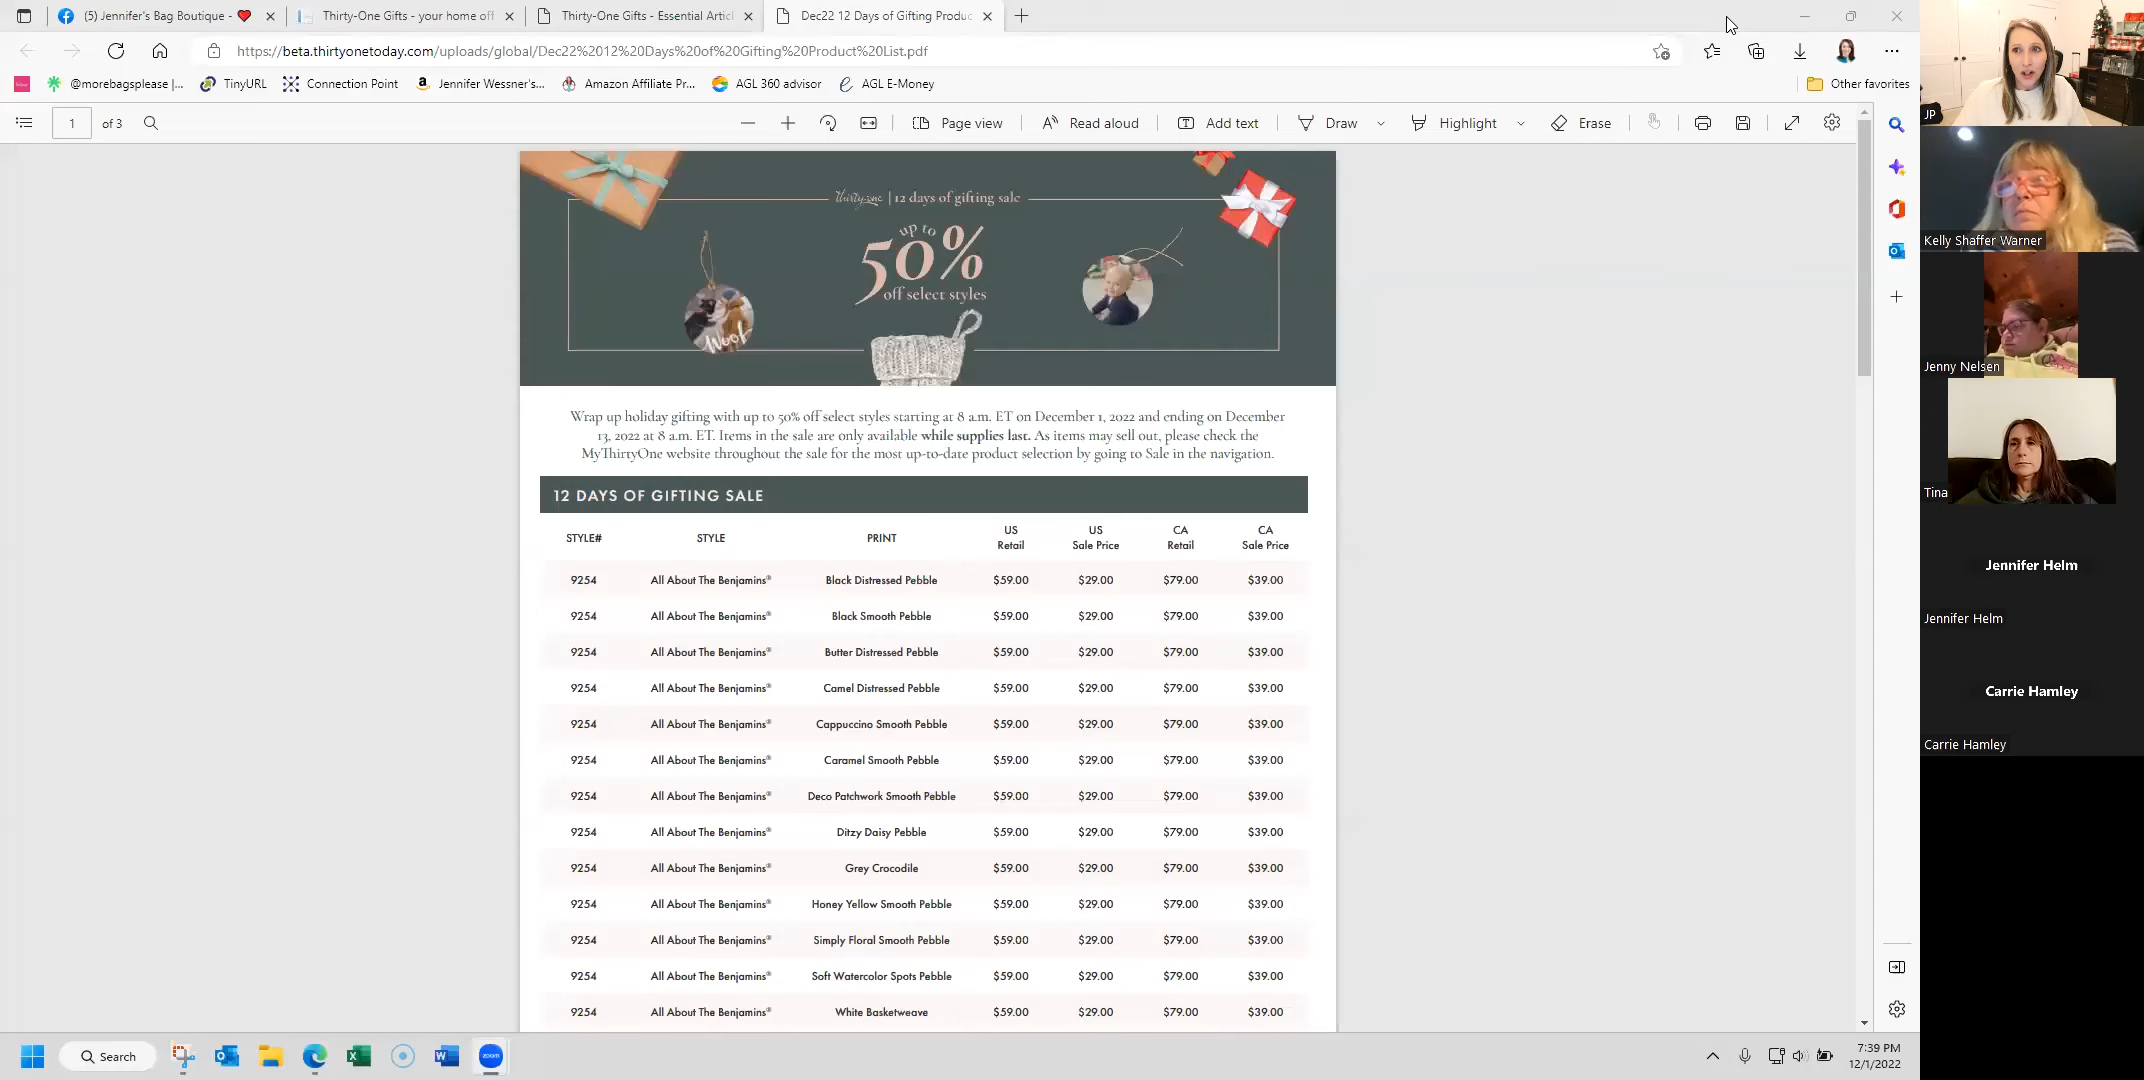 (5) Jennifer's Bag Boutique - ❤️
Thirty-One Gifts - your home off
Thirty-One Gifts - Essential Articl
Dec22 12 Days of Gifting Produc
https://beta.thirtyonetoday.com/uploads/global/Dec22%2012%20Days%20of%20Gifting%20Product%20List.pdf
@morebagsplease |...
TinyURL
Connection Point
Jennifer Wessner's...
Amazon Affiliate Pr...
AGL 360 advisor
AGL E-Money
Other favorites
1 of 3
Page view
Read aloud
Add text
Draw
Highlight
Erase
thirty-one | 12 days of gifting sale
up to
50%
off select styles
Woof
Wrap up holiday gifting with up to 50% off select styles starting at 8 a.m. ET on December 1, 2022 and ending on December
13, 2022 at 8 a.m. ET. Items in the sale are only available while supplies last. As items may sell out, please check the
MyThirtyOne website throughout the sale for the most up-to-date product selection by going to Sale in the navigation.
12 DAYS OF GIFTING SALE
STYLE# STYLE PRINT US Retail US Sale Price CA Retail CA Sale Price
9254 All About The Benjamins® Black Distressed Pebble $59.00 $29.00 $79.00 $39.00
9254 All About The Benjamins® Black Smooth Pebble $59.00 $29.00 $79.00 $39.00
9254 All About The Benjamins® Butter Distressed Pebble $59.00 $29.00 $79.00 $39.00
9254 All About The Benjamins® Camel Distressed Pebble $59.00 $29.00 $79.00 $39.00
9254 All About The Benjamins® Cappuccino Smooth Pebble $59.00 $29.00 $79.00 $39.00
9254 All About The Benjamins® Caramel Smooth Pebble $59.00 $29.00 $79.00 $39.00
9254 All About The Benjamins® Deco Patchwork Smooth Pebble $59.00 $29.00 $79.00 $39.00
9254 All About The Benjamins® Ditzy Daisy Pebble $59.00 $29.00 $79.00 $39.00
9254 All About The Benjamins® Grey Crocodile $59.00 $29.00 $79.00 $39.00
9254 All About The Benjamins® Honey Yellow Smooth Pebble $59.00 $29.00 $79.00 $39.00
9254 All About The Benjamins® Simply Floral Smooth Pebble $59.00 $29.00 $79.00 $39.00
9254 All About The Benjamins® Soft Watercolor Spots Pebble $59.00 $29.00 $79.00 $39.00
9254 All About The Benjamins® White Basketweave $59.00 $29.00 $79.00 $39.00
JP
Kelly Shaffer Warner
Jenny Nelsen
Tina
Jennifer Helm
Jennifer Helm
Carrie Hamley
Carrie Hamley
Search
zoom
7:39 PM
12/1/2022